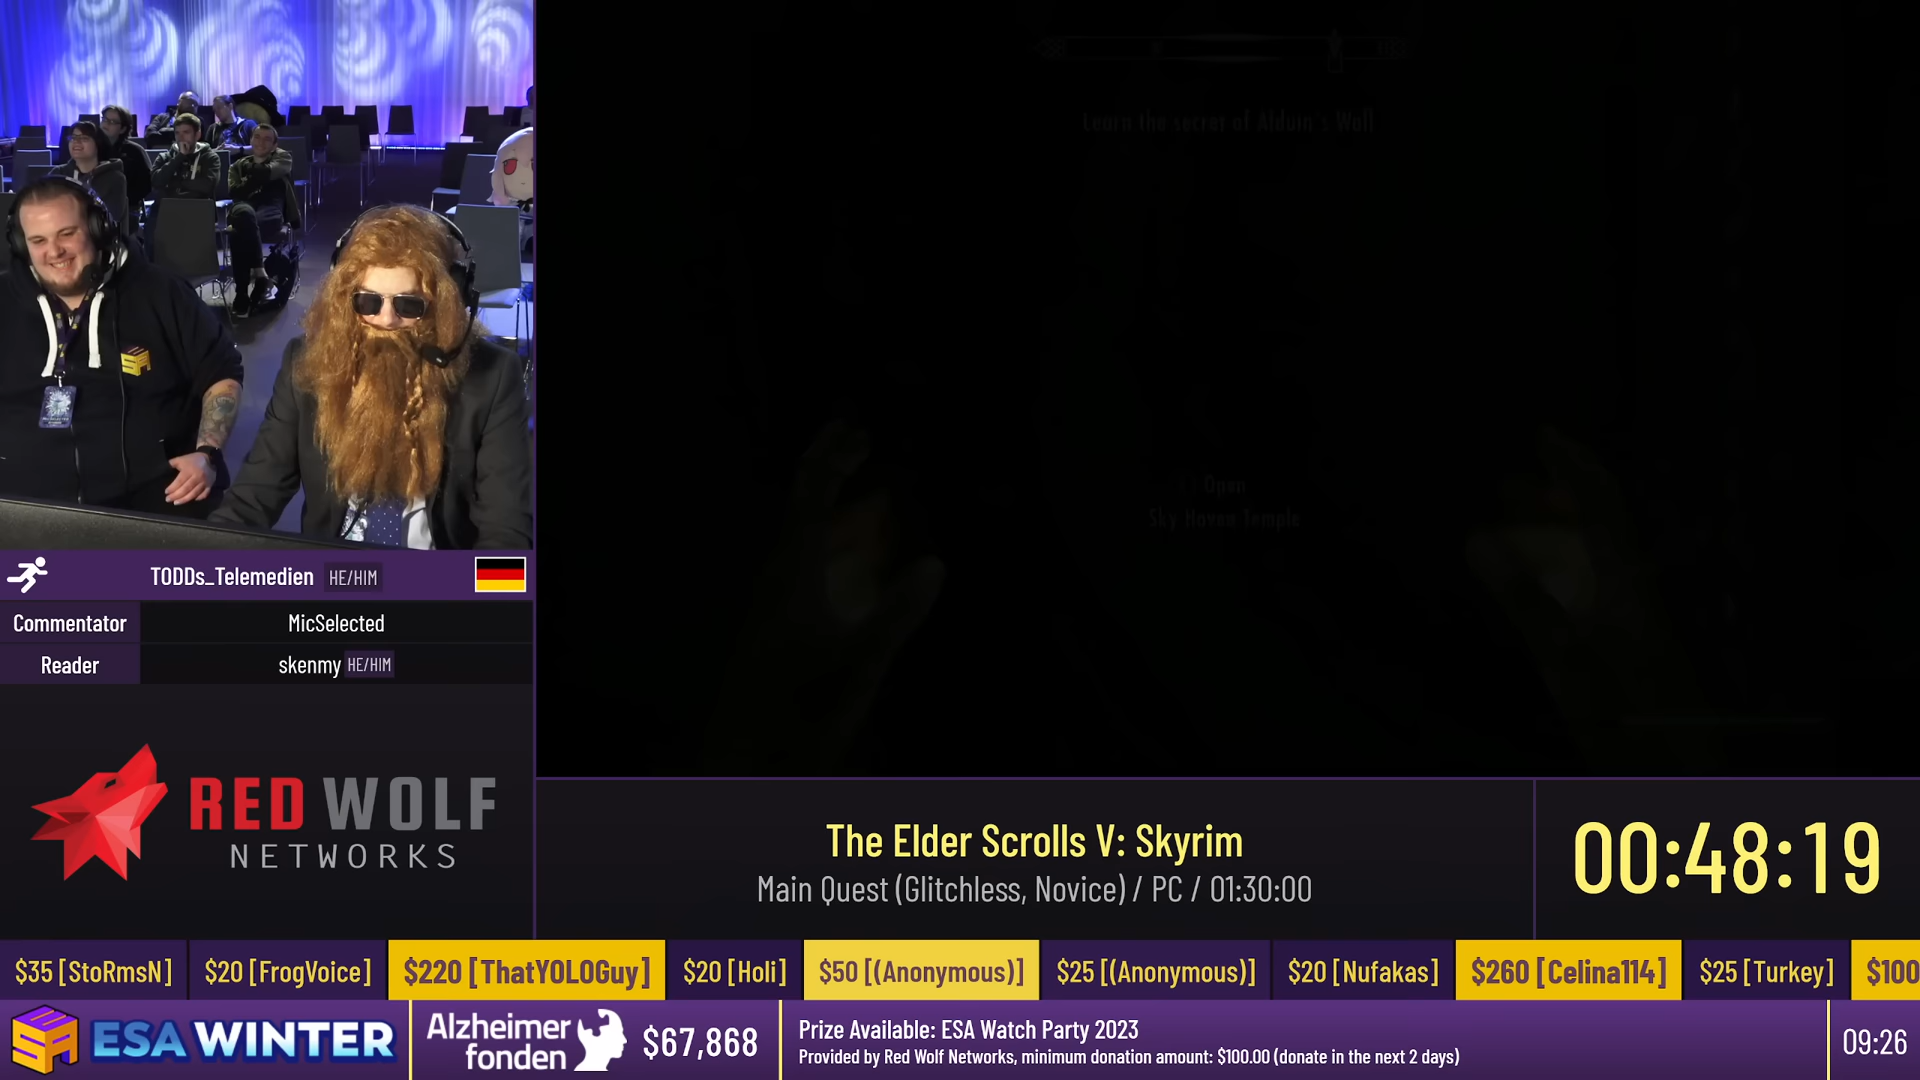 Learn the secret of Alduin's Wall
Open
Sky Haven Temple
TODDs_Telemedien HE/HIM
Commentator MicSelected
Reader skenmy HE/HIM
RED WOLF
NETWORKS
The Elder Scrolls V: Skyrim
Main Quest (Glitchless, Novice) / PC / 01:30:00
00:48:19
$35 [StoRmsN] $20 [FrogVoice] $220 [ThatYOLOGuy] $20 [Holi] $50 [(Anonymous)] $25 [(Anonymous)] $20 [Nufakas] $260 [Celina114] $25 [Turkey] $100
ESA WINTER
Alzheimer
fonden
$67,868
Prize Available: ESA Watch Party 2023
Provided by Red Wolf Networks, minimum donation amount: $100.00 (donate in the next 2 days)
09:26